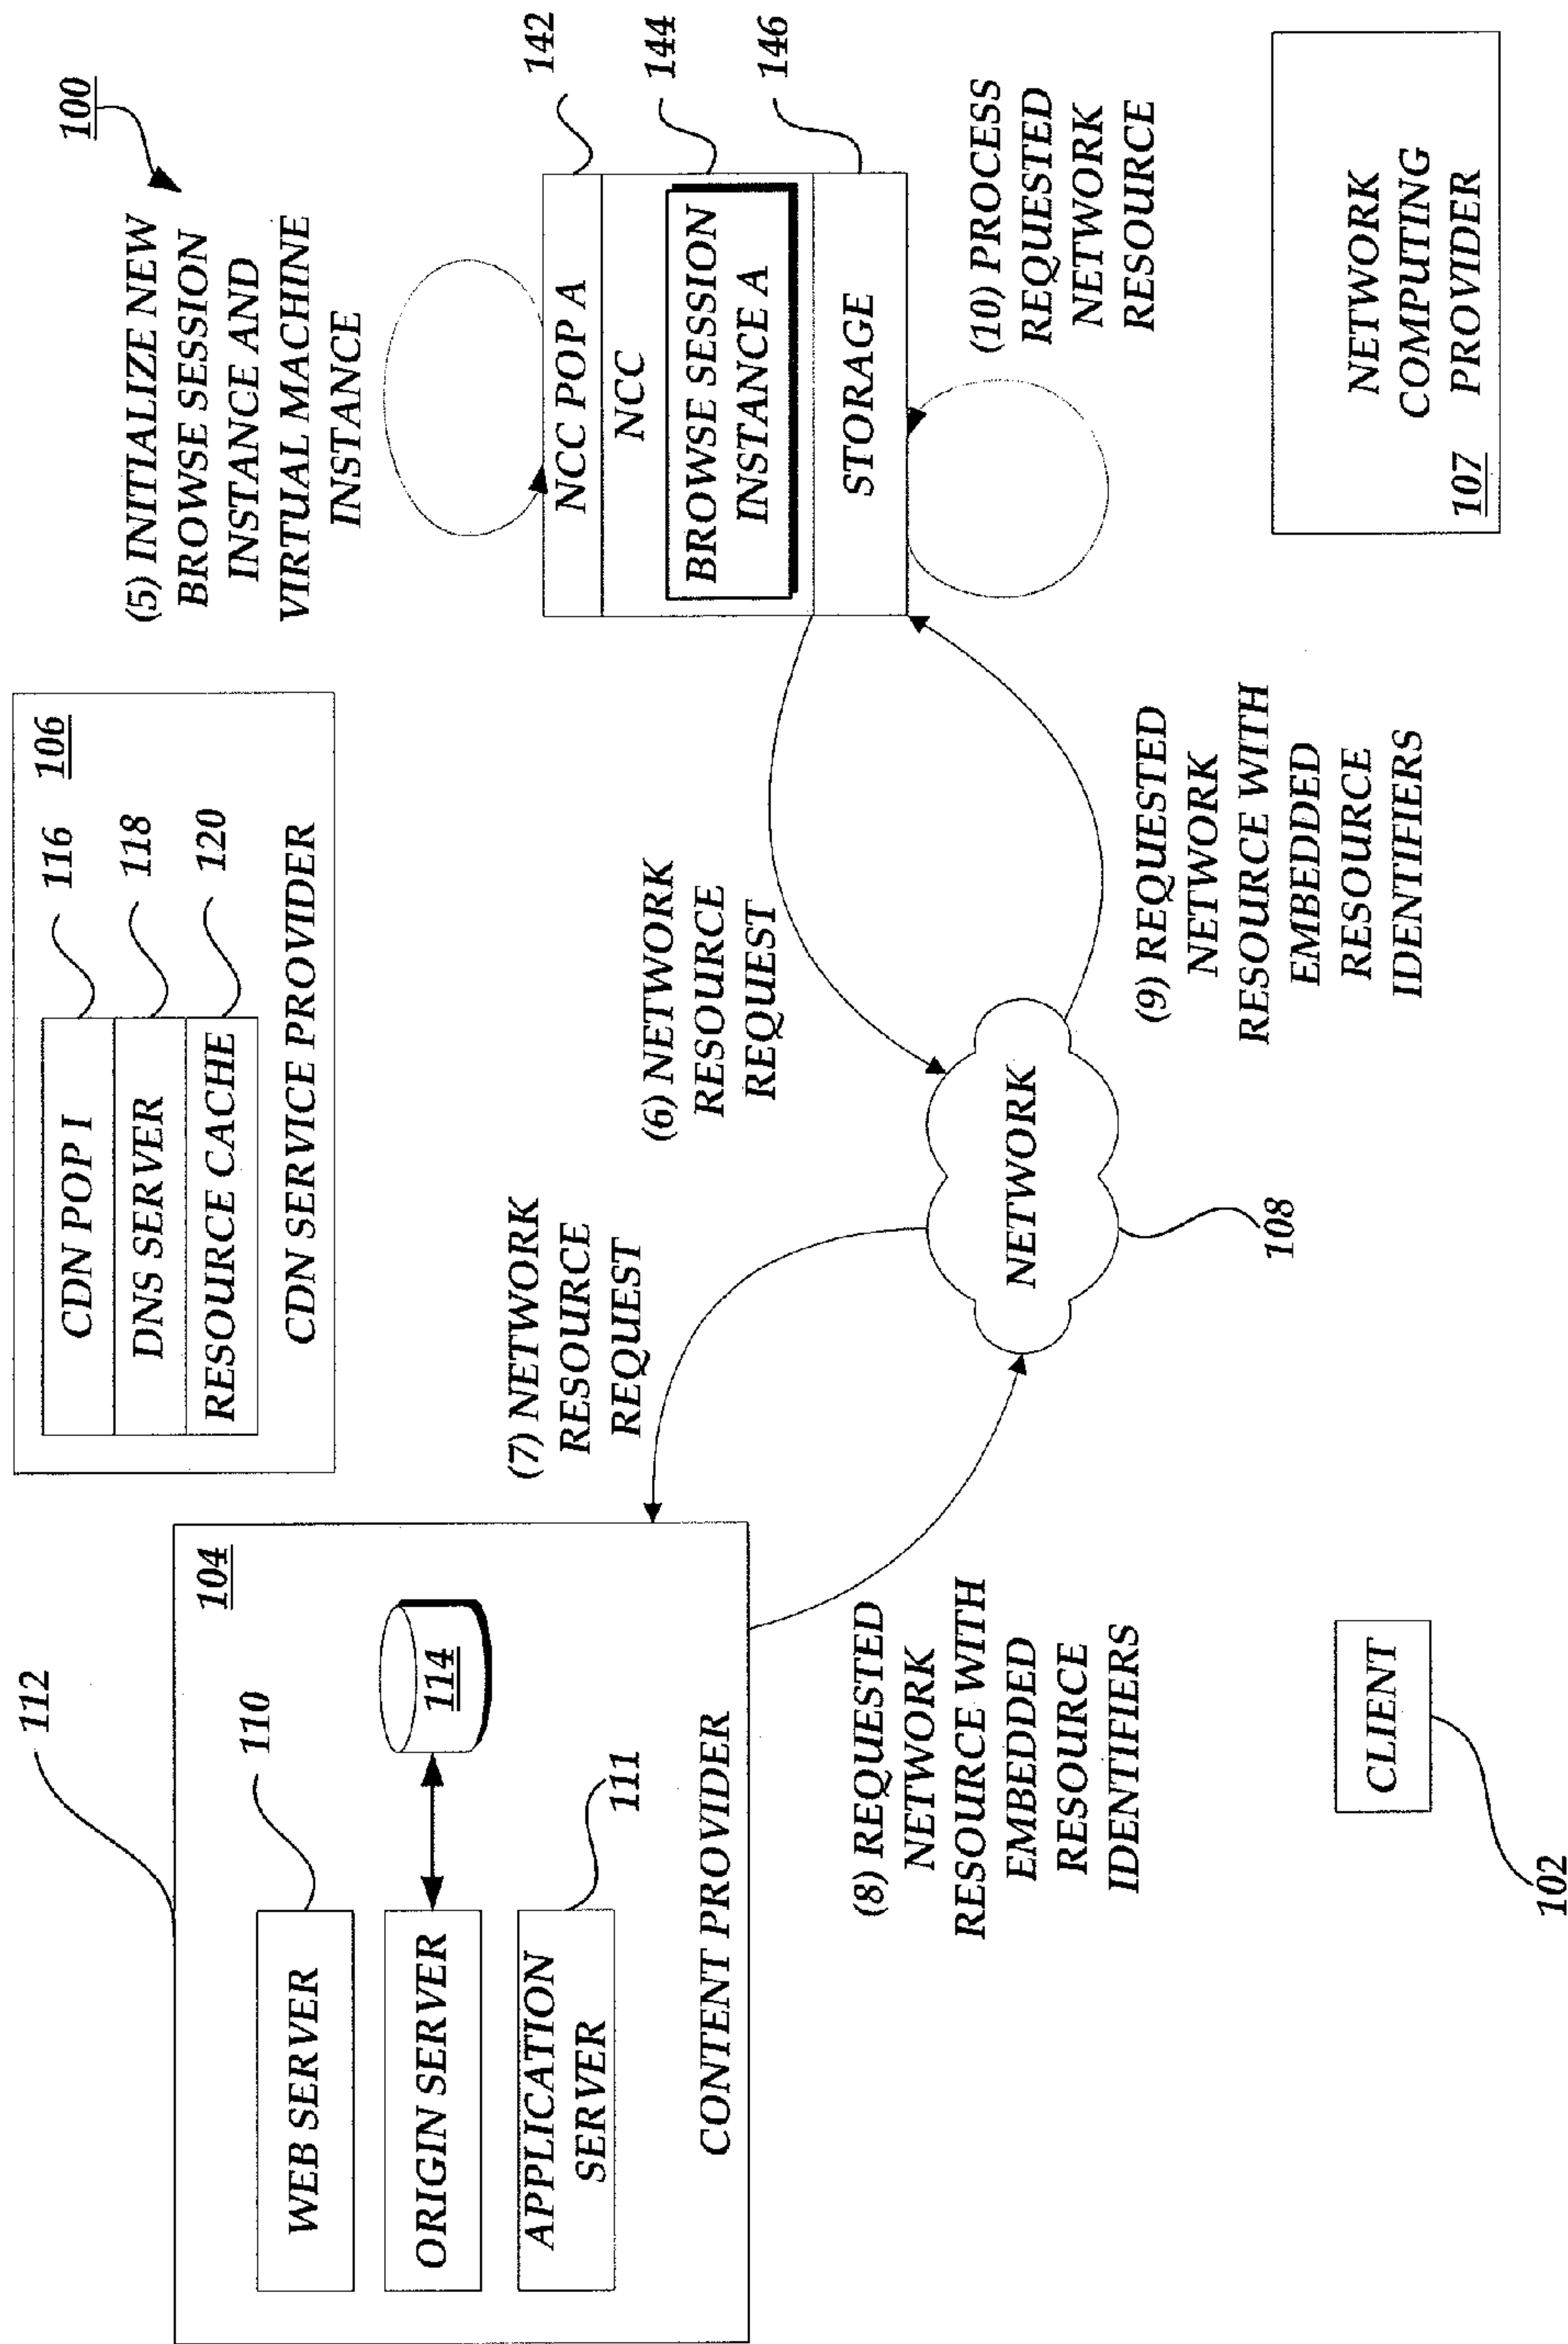 100
112
104
WEB SERVER
110
ORIGIN SERVER
114
APPLICATION
SERVER
111
CONTENT PROVIDER
CDN POP I
DNS SERVER
RESOURCE CACHE
116
118
120
106
CDN SERVICE PROVIDER
(5) INITIALIZE NEW
BROWSE SESSION
INSTANCE AND
VIRTUAL MACHINE
INSTANCE
NCC POP A
NCC
BROWSE SESSION
INSTANCE A
STORAGE
142
144
146
(7) NETWORK
RESOURCE
REQUEST
(6) NETWORK
RESOURCE
REQUEST
(10) PROCESS
REQUESTED
NETWORK
RESOURCE
(8) REQUESTED
NETWORK
RESOURCE WITH
EMBEDDED
RESOURCE
IDENTIFIERS
NETWORK
108
(9) REQUESTED
NETWORK
RESOURCE WITH
EMBEDDED
RESOURCE
IDENTIFIERS
CLIENT
102
NETWORK
COMPUTING
PROVIDER
107